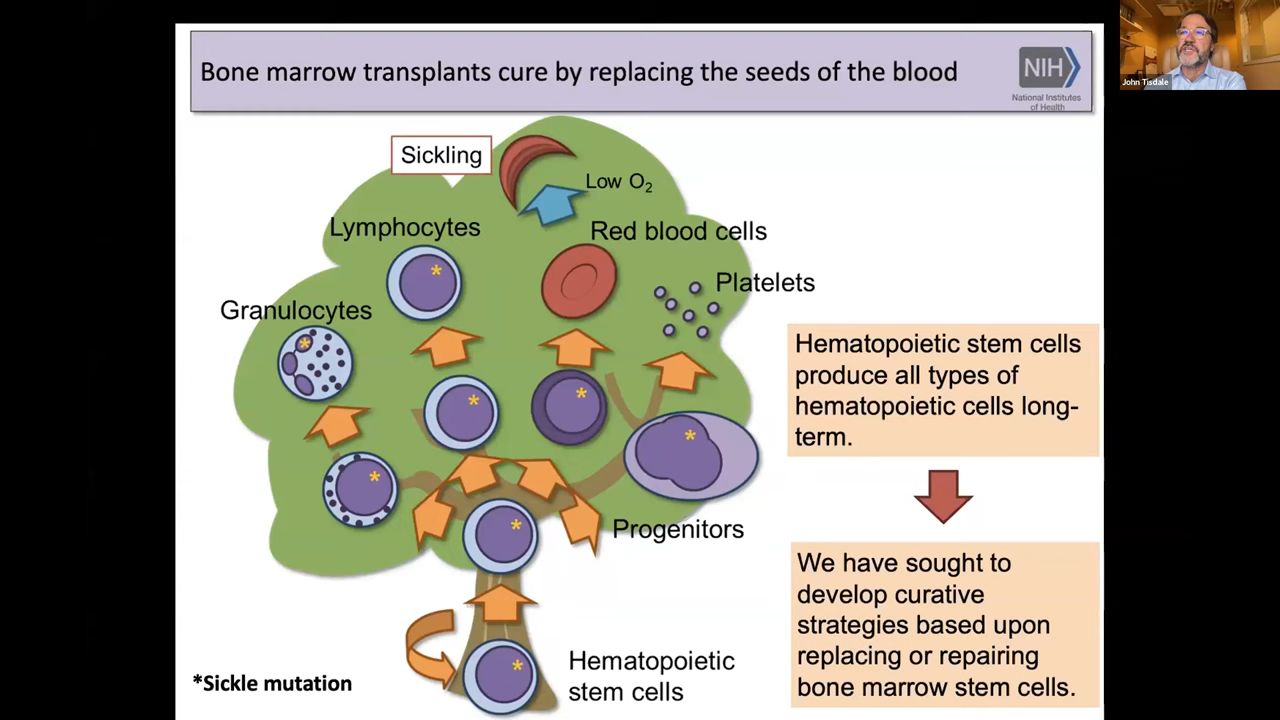 Bone marrow transplants cure by replacing the seeds of the blood
NIH
National Institutes
of Health
John Tisdale
Sickling
Low O₂
Lymphocytes
Red blood cells
Platelets
Granulocytes
*
*
*
*
*
*
*
*
*
Progenitors
Hematopoietic
stem cells
*Sickle mutation
Hematopoietic stem cells
produce all types of
hematopoietic cells long-
term.
We have sought to
develop curative
strategies based upon
replacing or repairing
bone marrow stem cells.